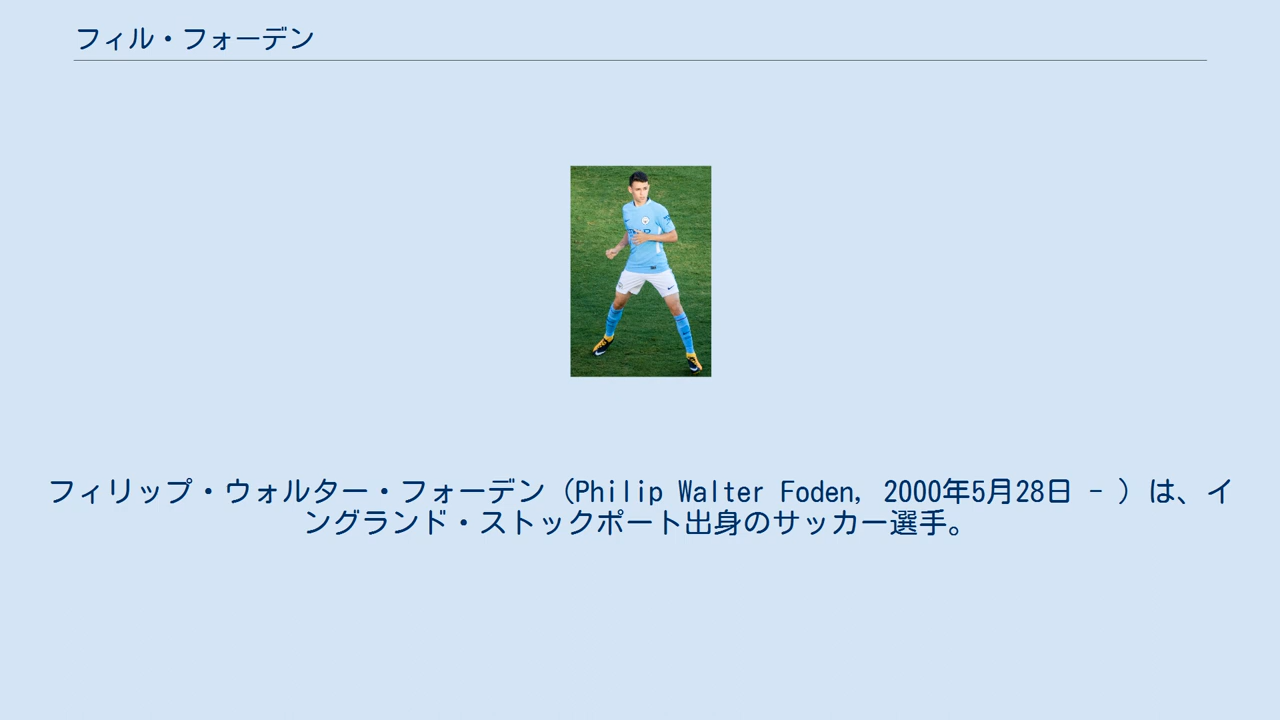 フィル・フォーデン
フィリップ・ウォルター・フォーデン（Philip Walter Foden, 2000年5月28日 - ）は、イ
ングランド・ストックポート出身のサッカー選手。